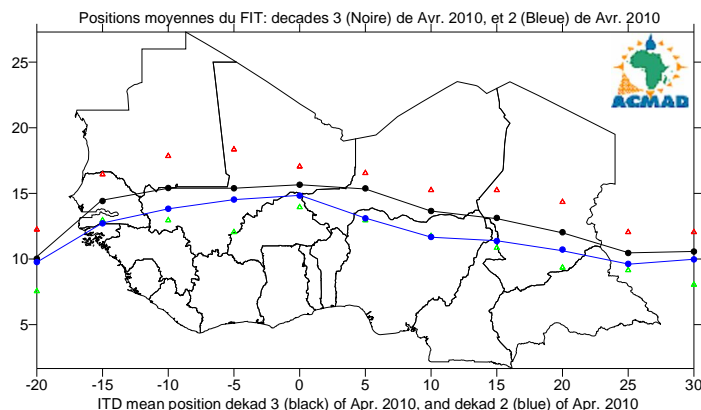 Positions moyennes du FIT: decades 3 (Noire) de Avr. 2010, et 2 (Bleue) de Avr. 2010
ACMAD
25
20
15
10
5
-20 -15 -10 -5 0 5 10 15 20 25 30
ITD mean position dekad 3 (black) of Apr. 2010, and dekad 2 (blue) of Apr. 2010